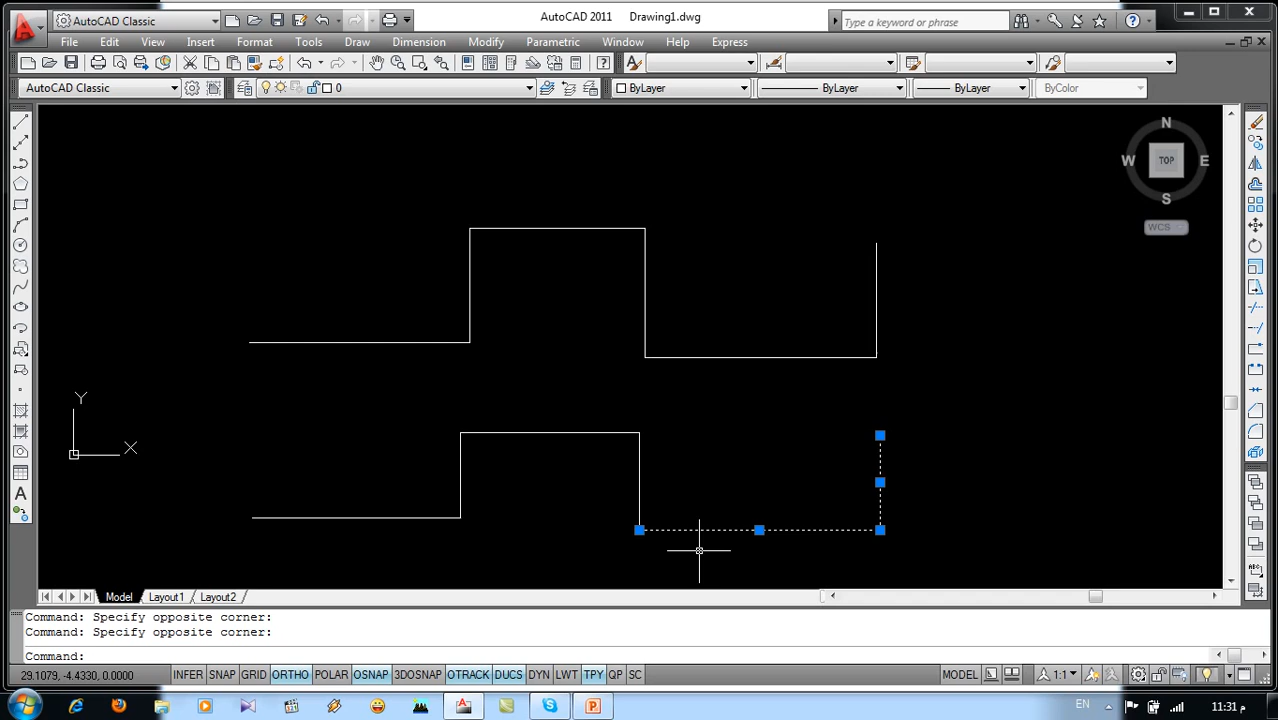 AutoCAD Classic
AutoCAD 2011 Drawing1.dwg
Type a keyword or phrase
File Edit View Insert Format Tools Draw Dimension Modify Parametric Window Help Express
AutoCAD Classic
0
ByLayer
ByLayer
ByLayer
ByColor
N
W TOP E
S
WCS
Y
X
A
Model Layout1 Layout2
Command: Specify opposite corner:
Command: Specify opposite corner:
Command:
29.1079, -4.4330, 0.0000 INFER SNAP GRID ORTHO POLAR OSNAP 3DOSNAP OTRACK DUCS DYN LWT TPY QP SC MODEL 1:1
EN 11:31 م